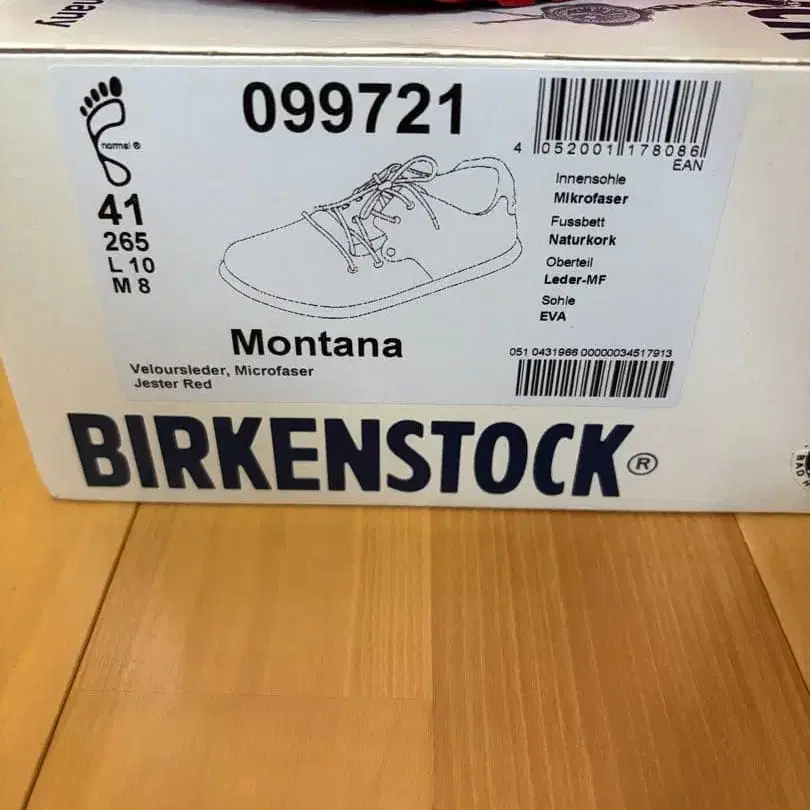 many
normal ®
41
265
L 10
M 8
099721
4 052001 178086
EAN
Innensohle
Mikrofaser
Fussbett
Naturkork
Oberteil
Leder-MF
Sohle
EVA
Montana
Veloursleder, Microfaser
Jester Red
051 0431986 00000034517913
BIRKENSTOCK®